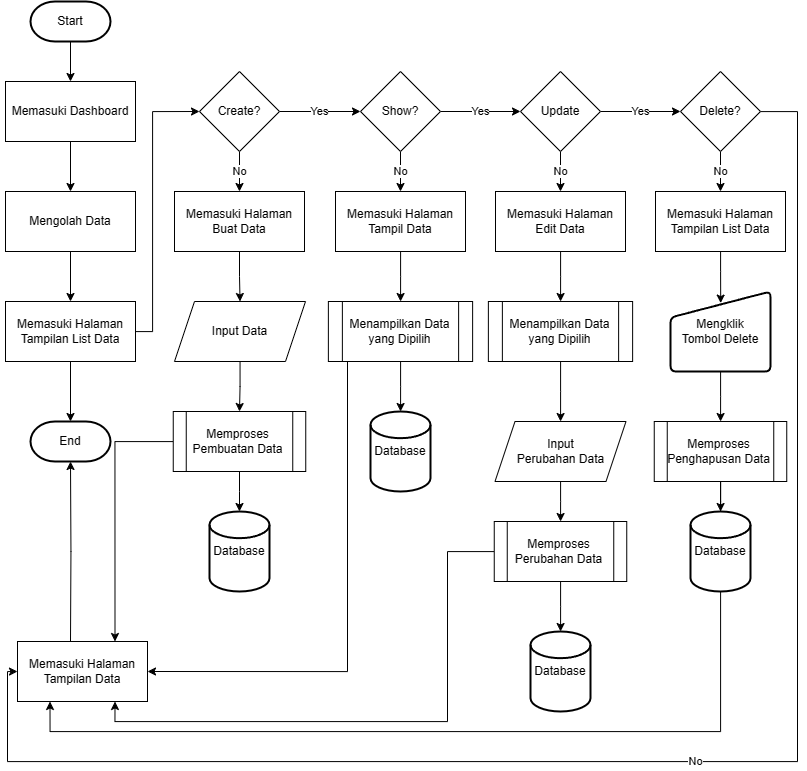 Start
Memasuki Dashboard
Mengolah Data
Memasuki Halaman
Tampilan List Data
End
Memasuki Halaman
Tampilan Data
Create?
Yes
No
Memasuki Halaman
Buat Data
Input Data
Memproses
Pembuatan Data
Database
Show?
Yes
No
Memasuki Halaman
Tampil Data
Menampilkan Data
yang Dipilih
Database
Update
Yes
No
Memasuki Halaman
Edit Data
Menampilkan Data
yang Dipilih
Input
Perubahan Data
Memproses
Perubahan Data
Database
Delete?
No
Memasuki Halaman
Tampilan List Data
Mengklik
Tombol Delete
Memproses
Penghapusan Data
Database
No